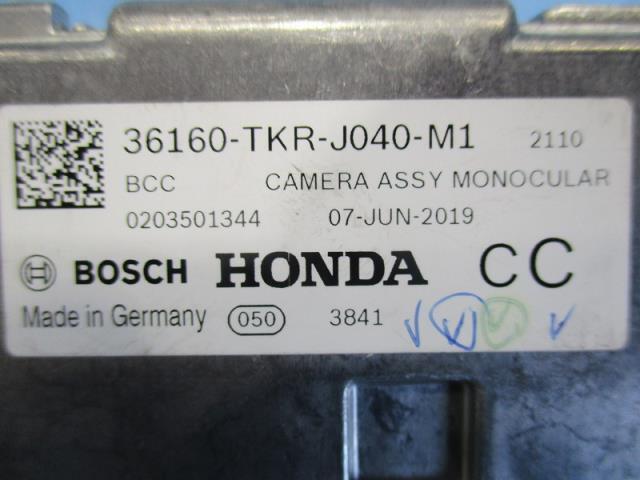 36160-TKR-J040-M1 2110
BCC CAMERA ASSY MONOCULAR
0203501344 07-JUN-2019
BOSCH HONDA CC
Made in Germany 050 3841